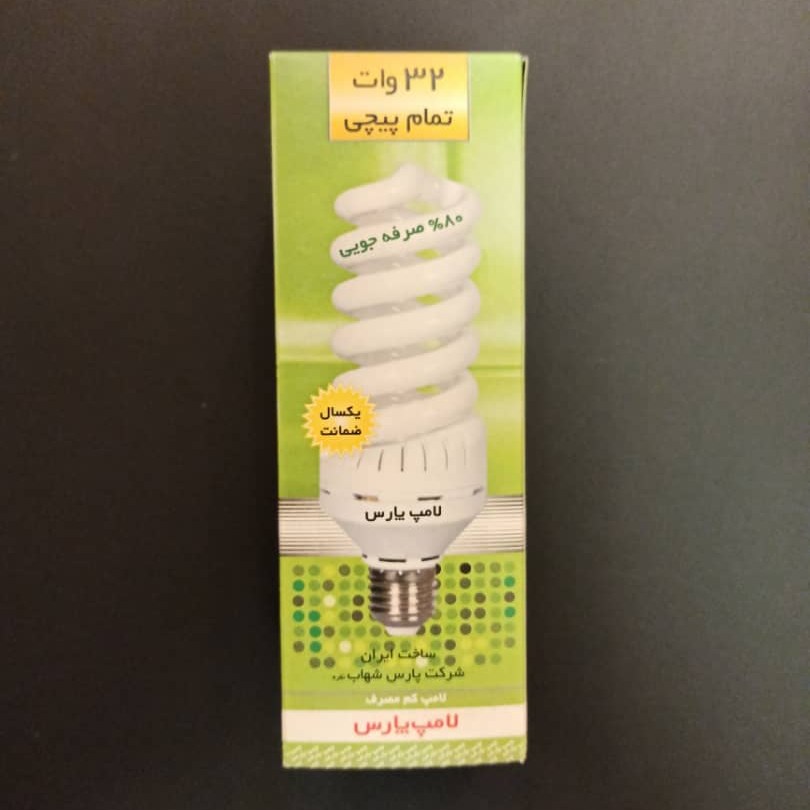 ۳۲ وات
تمام پیچی
۸۰% صرفه جویی
یکسال
ضمانت
لامپ پارس
ساخت ایران
شرکت پارس شهاب
لامپ کم مصرف
لامپ پارس